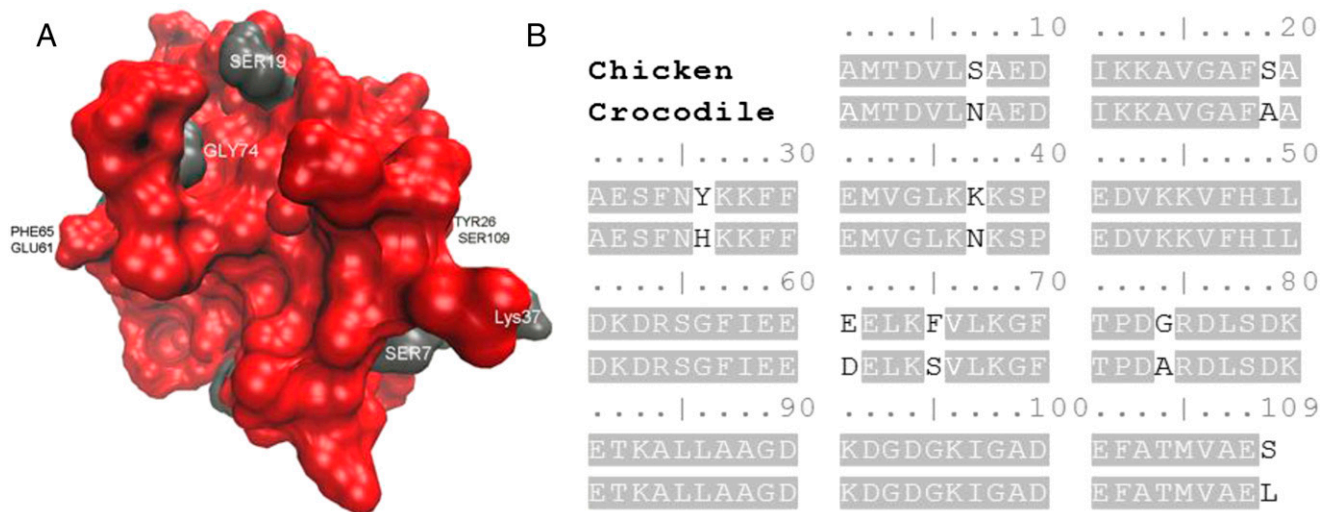 A
SER19
GLY74
PHE65
GLU61
TYR26
SER109
Lys37
SER7
B
....|....10 ....|....20
Chicken AMTDVLSAED IKKAVGAFSA
Crocodile AMTDVLNAED IKKAVGAFAA
....|....30 ....|....40 ....|....50
AESFNYKKFF EMVGLKKKSP EDVKKVFHIL
AESFNHKKFF EMVGLKNKSP EDVKKVFHIL
....|....60 ....|....70 ....|....80
DKDRSGFIEE EELKFVLKGF TPDGRDLSDK
DKDRSGFIEE DELKSVLKGF TPDARDLSDK
....|....90 ....|....100 ....|...109
ETKALLAAGD KDGDGKIGAD EFATMVAES
ETKALLAAGD KDGDGKIGAD EFATMVAEL